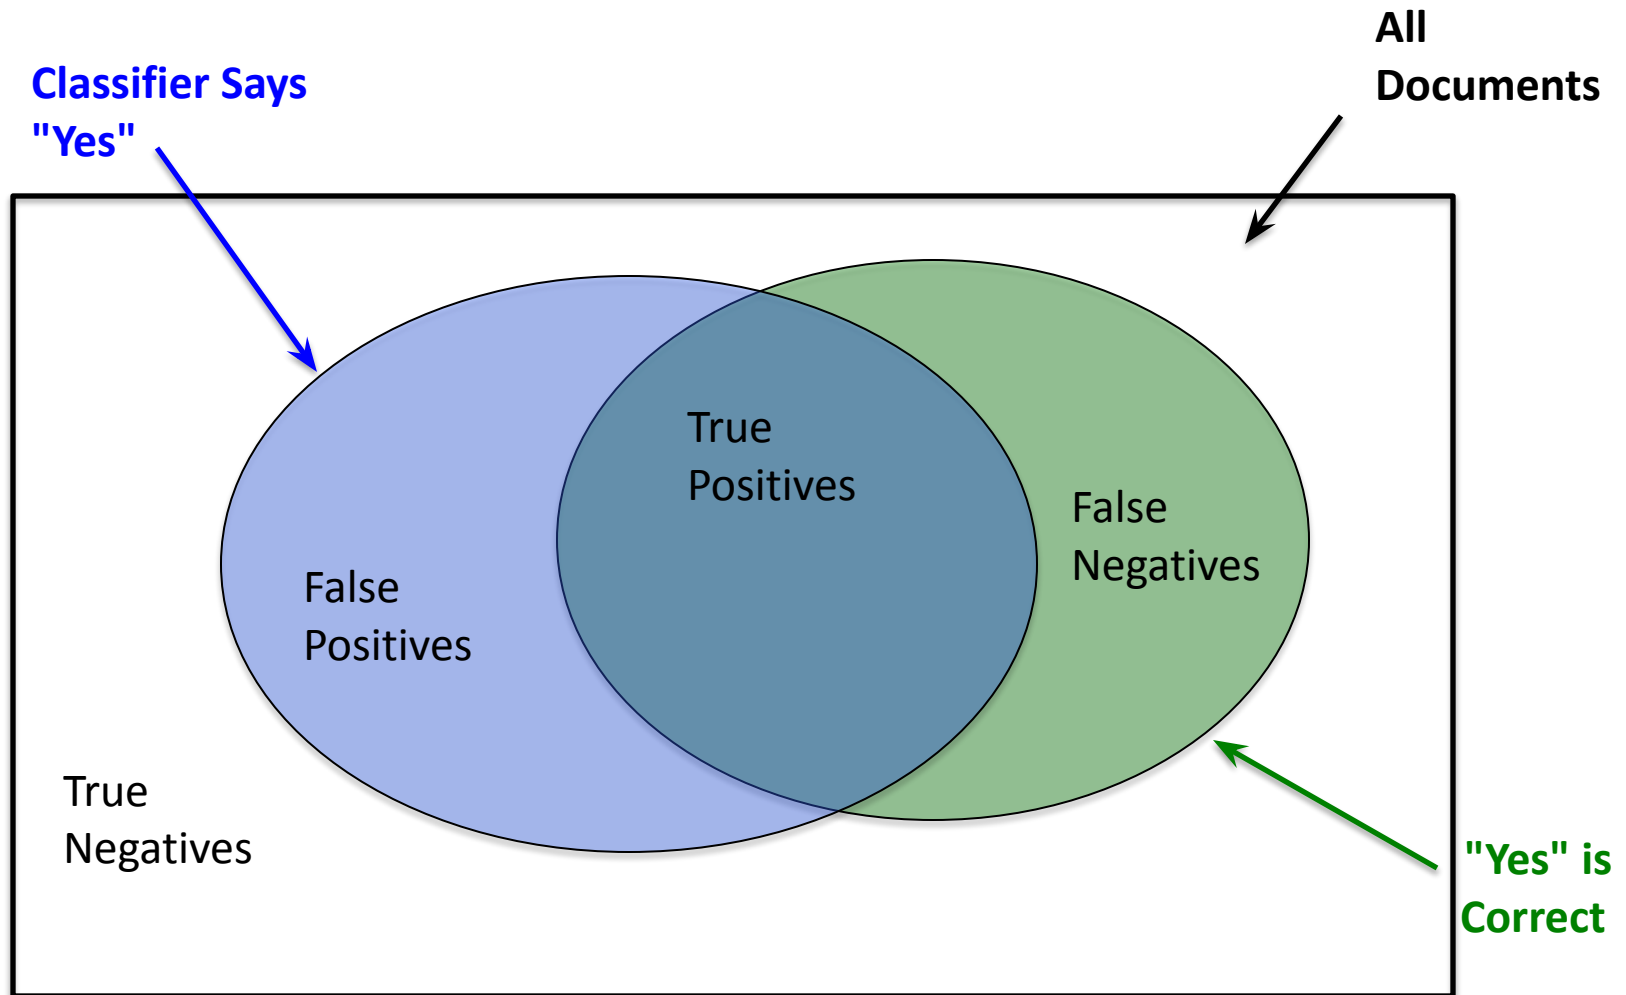 All
Documents
Classifier Says
"Yes"
True
Positives
False
Negatives
False
Positives
True
Negatives
"Yes" is
Correct